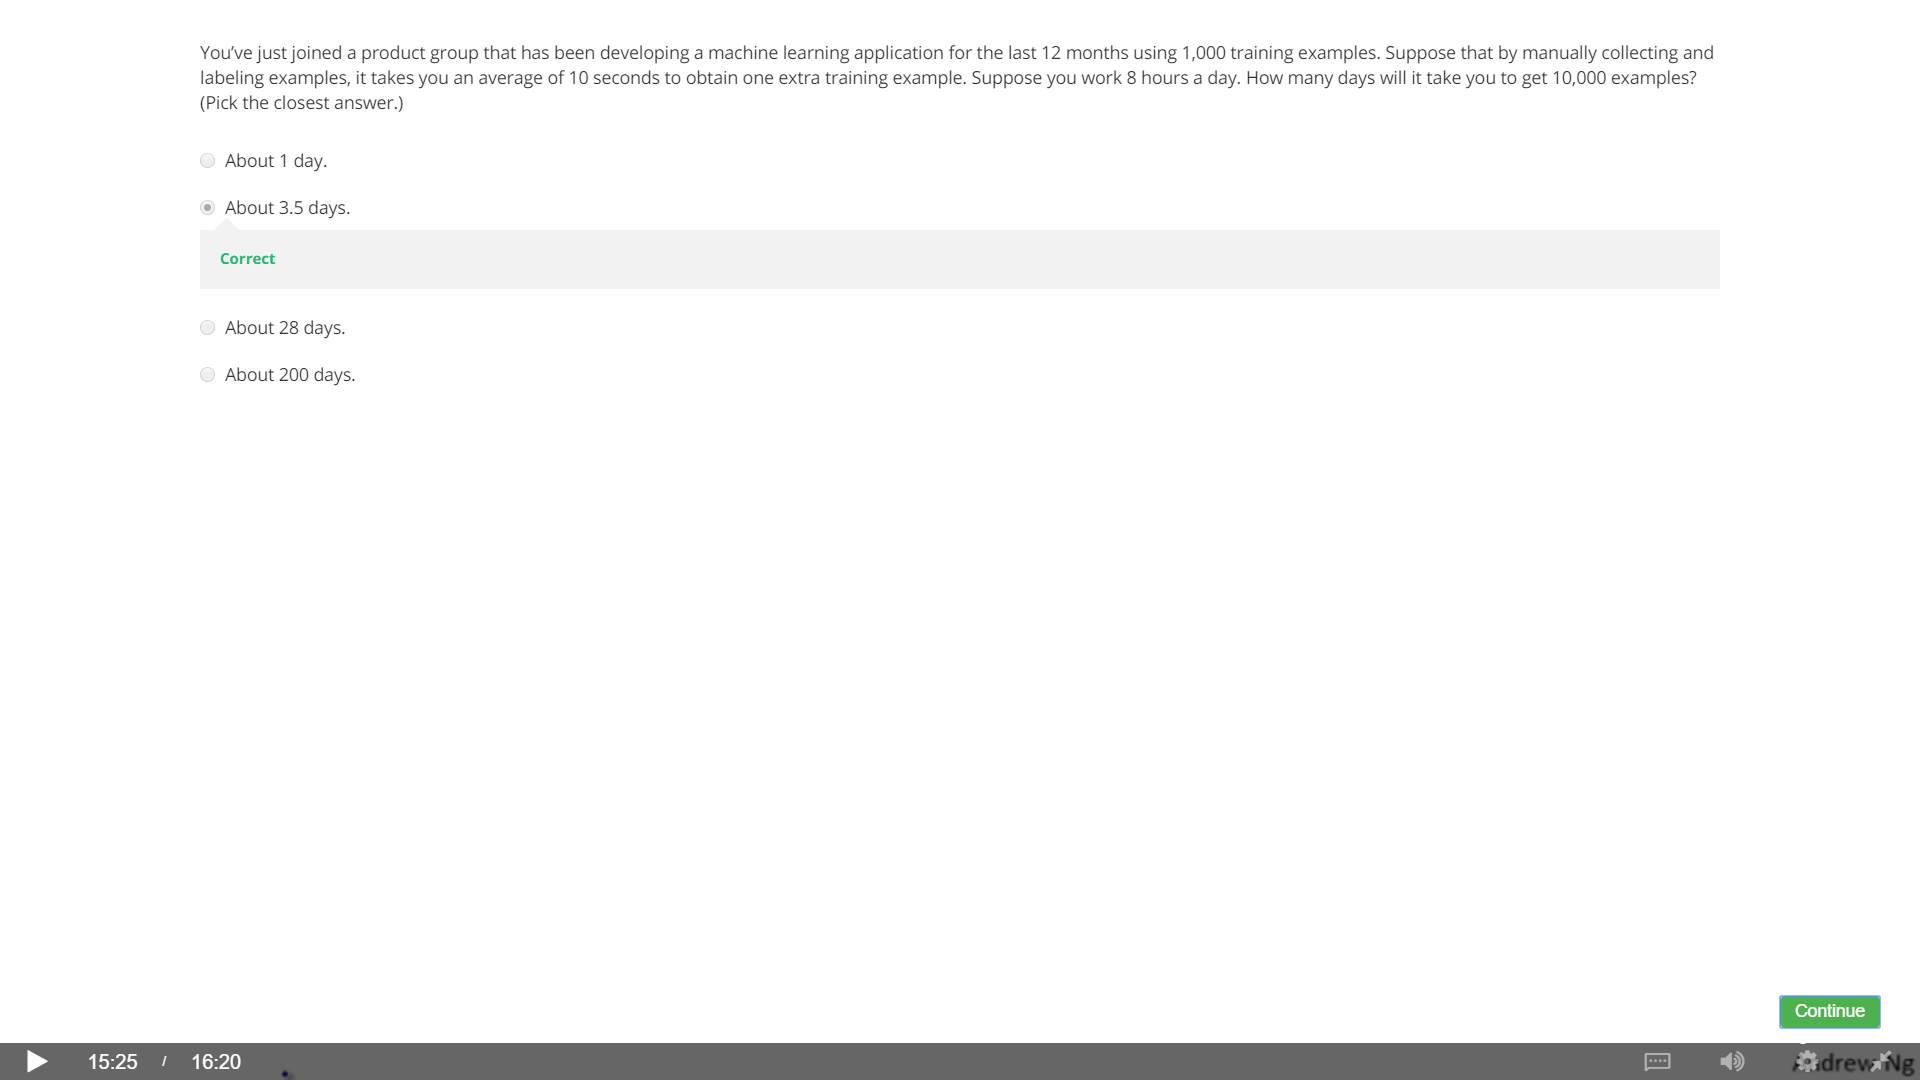 You’ve just joined a product group that has been developing a machine learning application for the last 12 months using 1,000 training examples. Suppose that by manually collecting and
labeling examples, it takes you an average of 10 seconds to obtain one extra training example. Suppose you work 8 hours a day. How many days will it take you to get 10,000 examples?
(Pick the closest answer.)
About 1 day.
About 3.5 days.
Correct
About 28 days.
About 200 days.
Continue
15:25 / 16:20
Andrew Ng